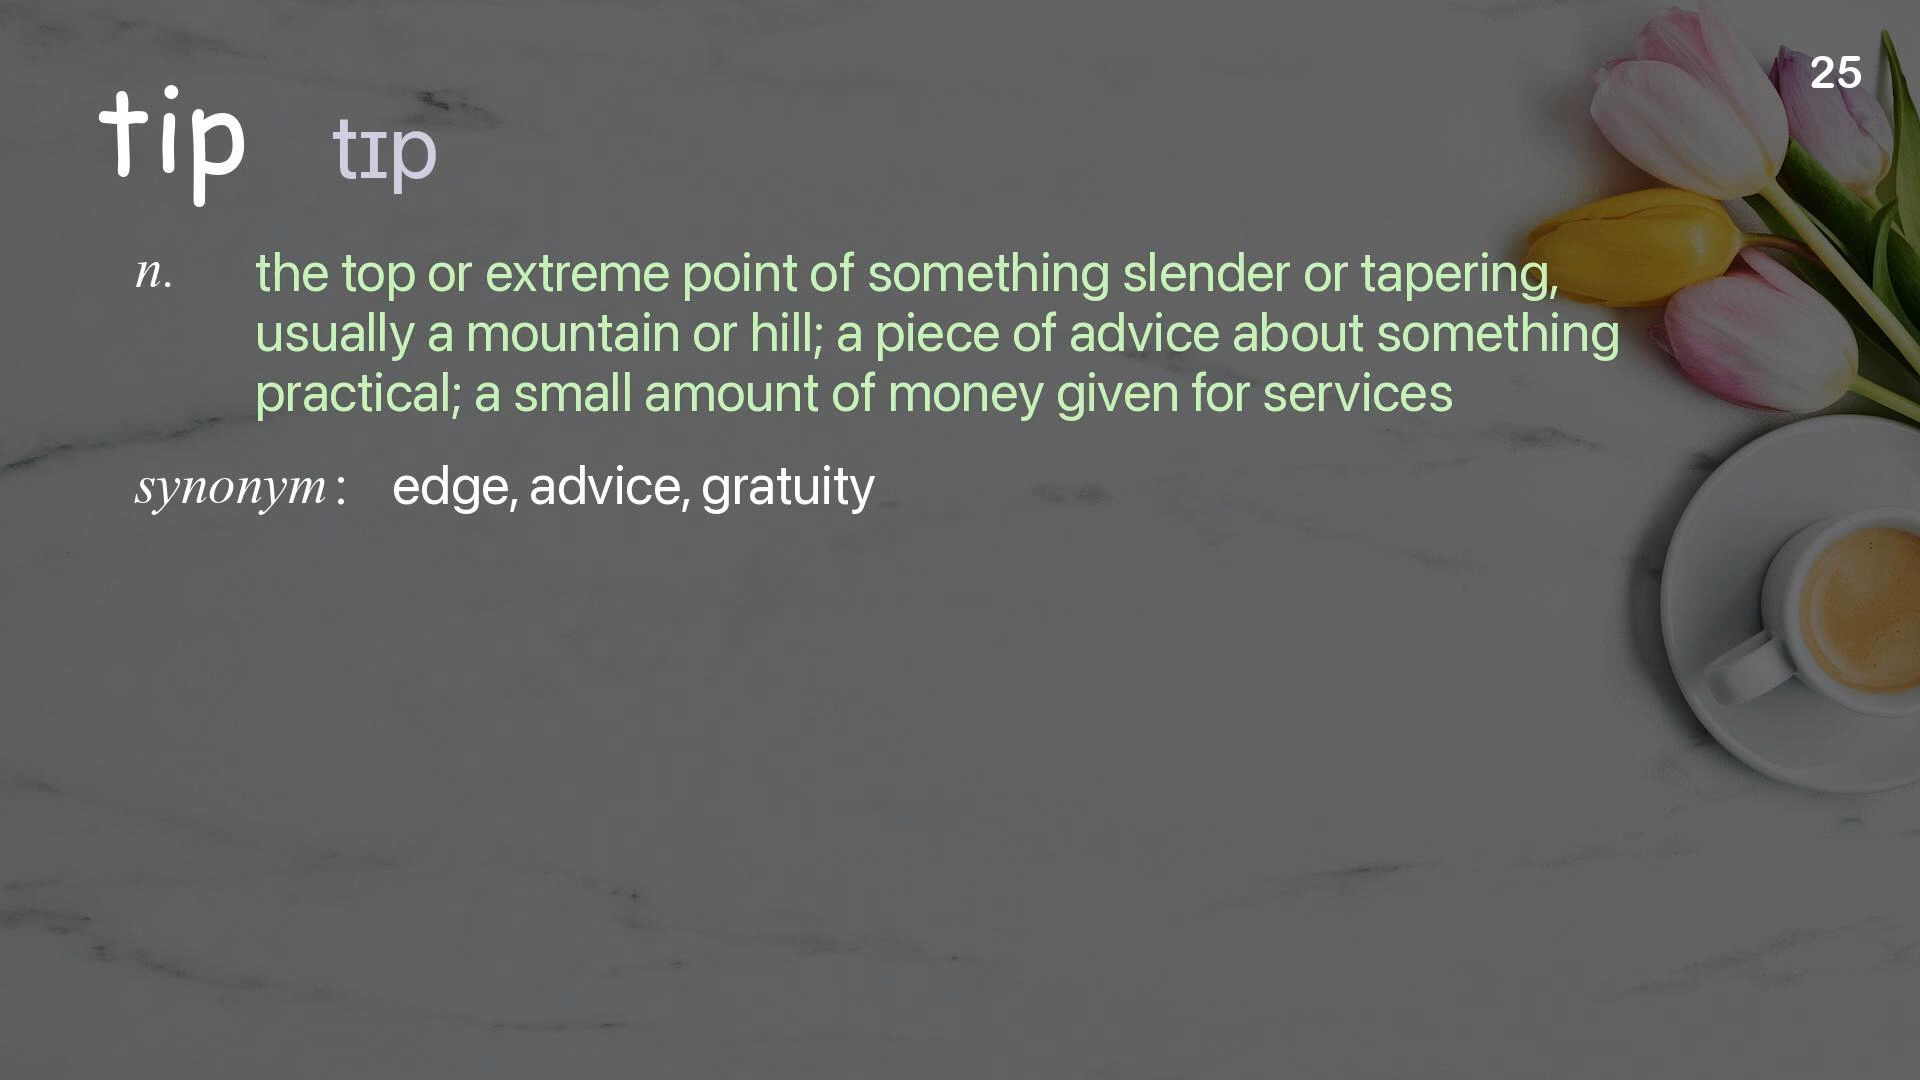 25
tip tɪp
n. the top or extreme point of something slender or tapering,
usually a mountain or hill; a piece of advice about something
practical; a small amount of money given for services
synonym : edge, advice, gratuity